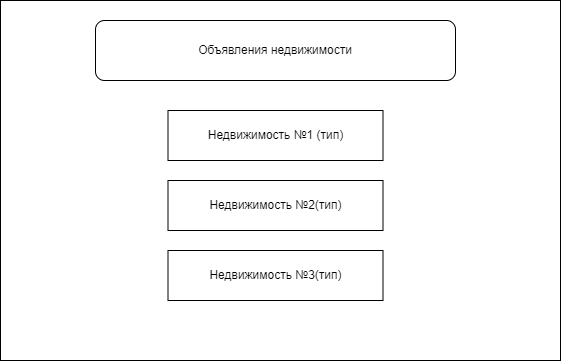 Объявления недвижимости
Недвижимость №1 (тип)
Недвижимость №2(тип)
Недвижимость №3(тип)